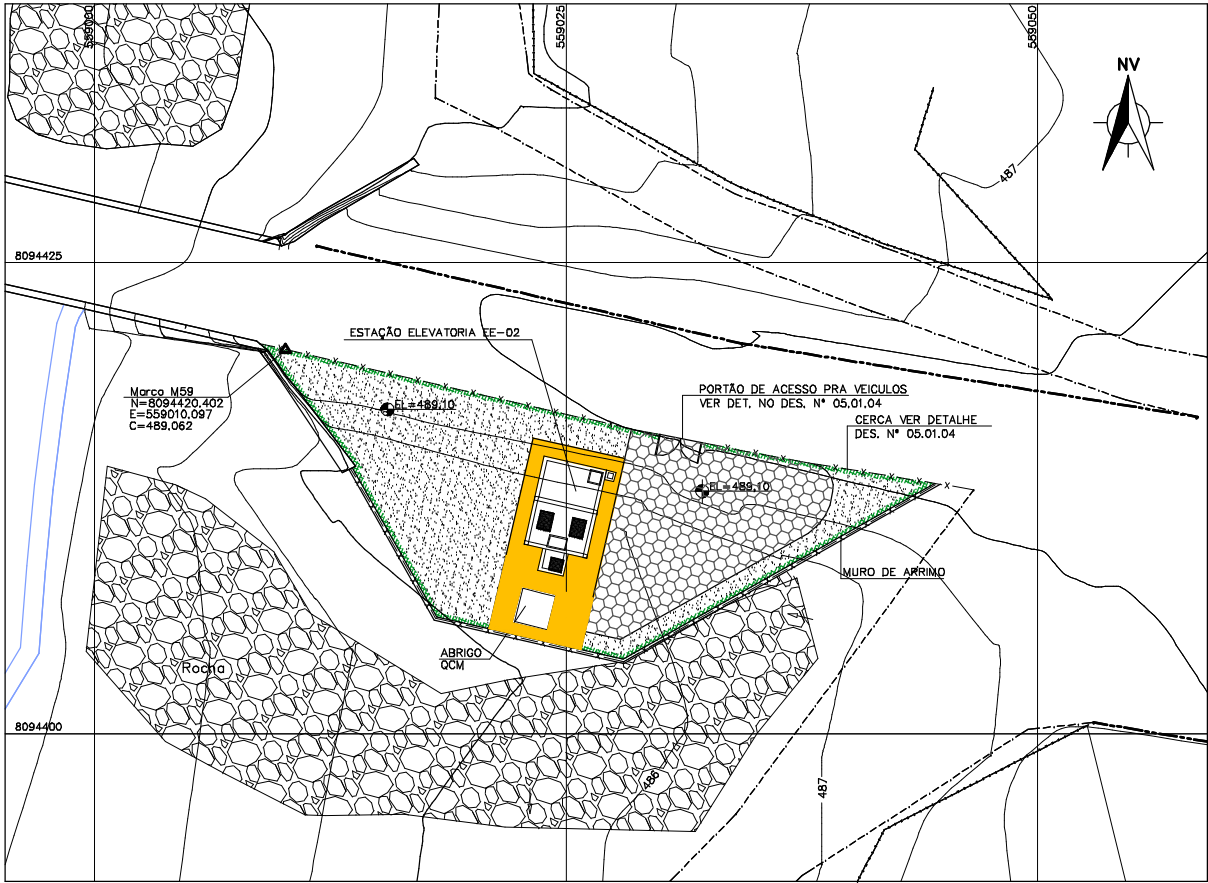 559000
559025
559050
NV
487
8094425
ESTAÇÃO ELEVATORIA EE-02
Marco M59
N=8094420,402
E=559010,097
C=489,062
EL=489,10
PORTÃO DE ACESSO PRA VEICULOS
VER DET. NO DES. Nº 05.01.04
CERCA VER DETALHE
DES. Nº 05.01.04
EL=489,10
MURO DE ARRIMO
ABRIGO
QCM
Rocha
8094400
486
487